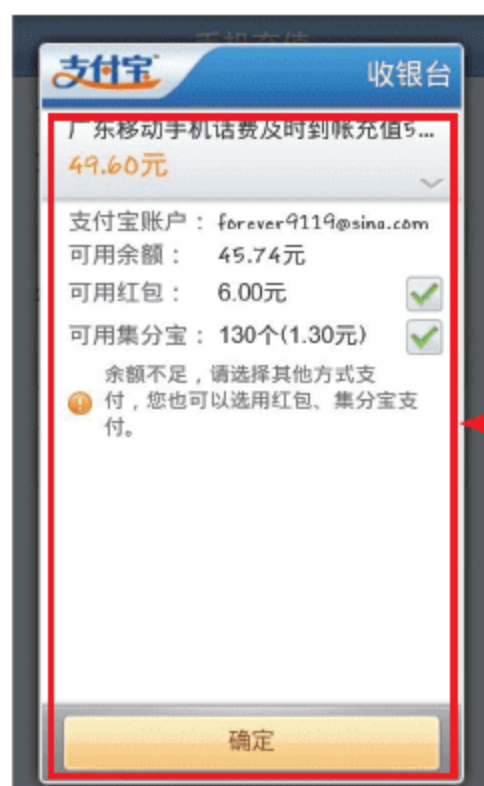 手机充值
支付宝
收银台
广东移动手机话费及时到帐充值5...
49.60元
支付宝账户： forever9119@sina.com
可用余额： 45.74元
可用红包： 6.00元
可用集分宝：130个(1.30元)
余额不足，请选择其他方式支
付，您也可以选用红包、集分宝支
付。
确定